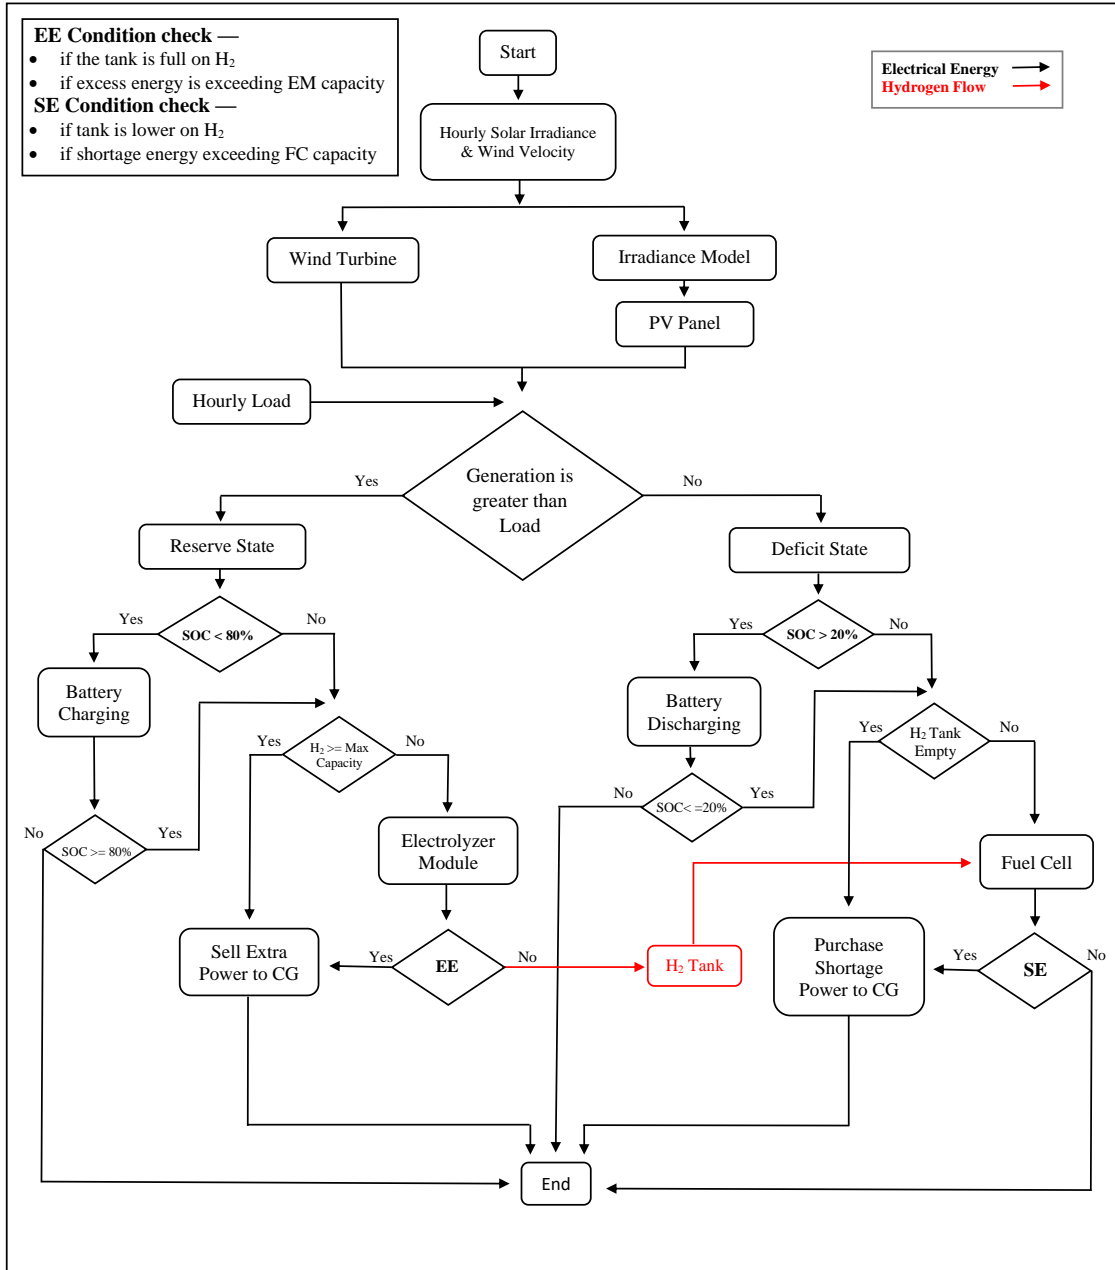 EE Condition check —
• if the tank is full on H₂
• if excess energy is exceeding EM capacity
SE Condition check —
• if tank is lower on H₂
• if shortage energy exceeding FC capacity
Start
Electrical Energy
Hydrogen Flow
Hourly Solar Irradiance
& Wind Velocity
Wind Turbine
Irradiance Model
PV Panel
Hourly Load
Generation is
greater than
Load
Yes
No
Reserve State
Deficit State
Yes
SOC < 80%
No
Yes
SOC > 20%
No
Battery
Charging
Battery
Discharging
Yes
H₂ >= Max
Capacity
No
Yes
H₂ Tank
Empty
No
No
SOC >= 80%
Yes
No
SOC< =20%
Yes
Electrolyzer
Module
Fuel Cell
Sell Extra
Power to CG
Yes
EE
No
H₂ Tank
Purchase
Shortage
Power to CG
Yes
SE
No
End